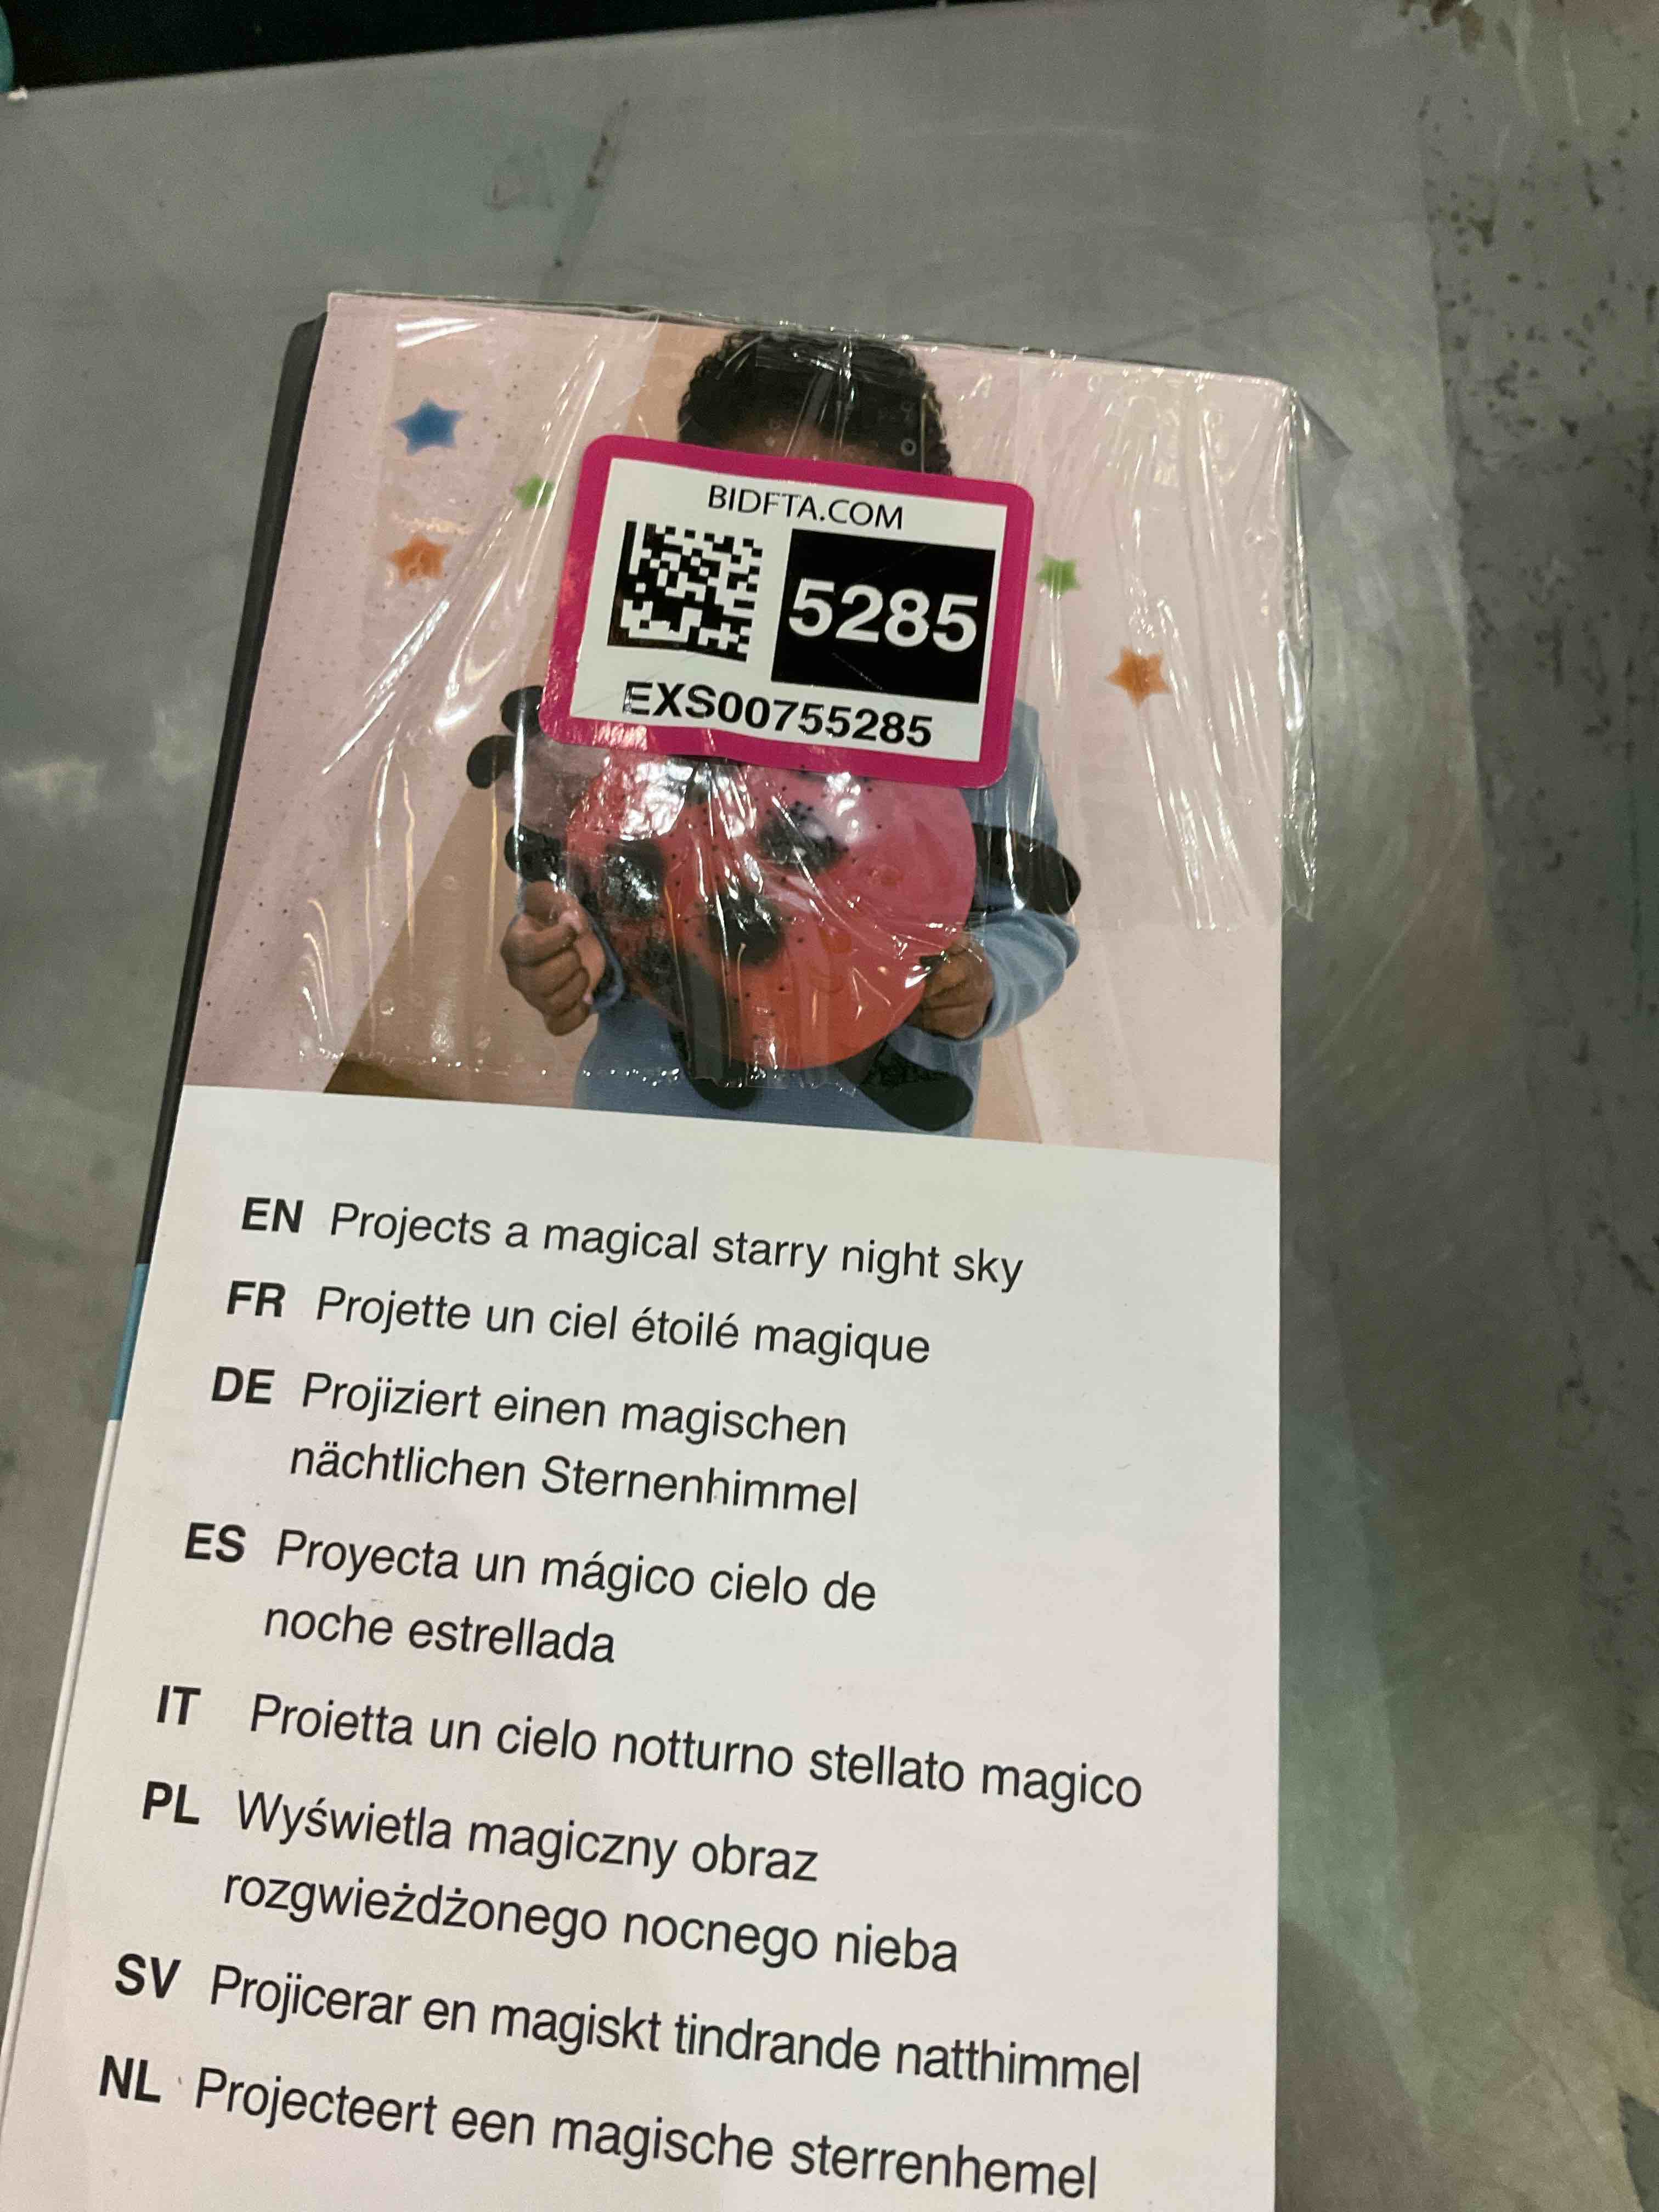 BIDFTA.COM
5285
EXS00755285
EN Projects a magical starry night sky
FR Projette un ciel étoilé magique
DE Projiziert einen magischen
nächtlichen Sternenhimmel
ES Proyecta un mágico cielo de
noche estrellada
IT Proietta un cielo notturno stellato magico
PL Wyświetla magiczny obraz
rozgwieżdżonego nocnego nieba
SV Projicerar en magiskt tindrande natthimmel
NL Projecteert een magische sterrenhemel